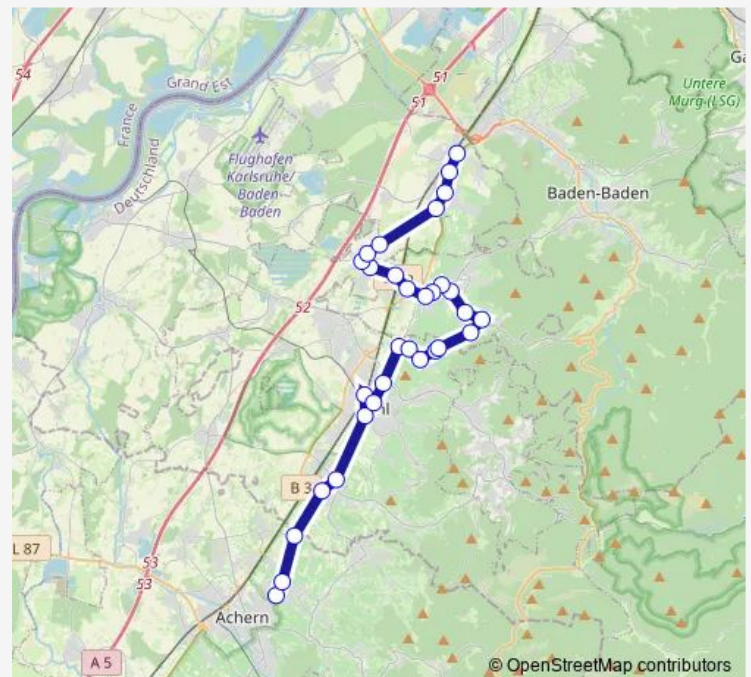 54
Grand Est
France
Deutschland
51
51
Untere
Murg (LSG)
Flughafen
Karlsruhe/
Baden-
Baden
Baden-Baden
52
B 3
L 87
53
53
Achern
A 5
© OpenStreetMap contributors